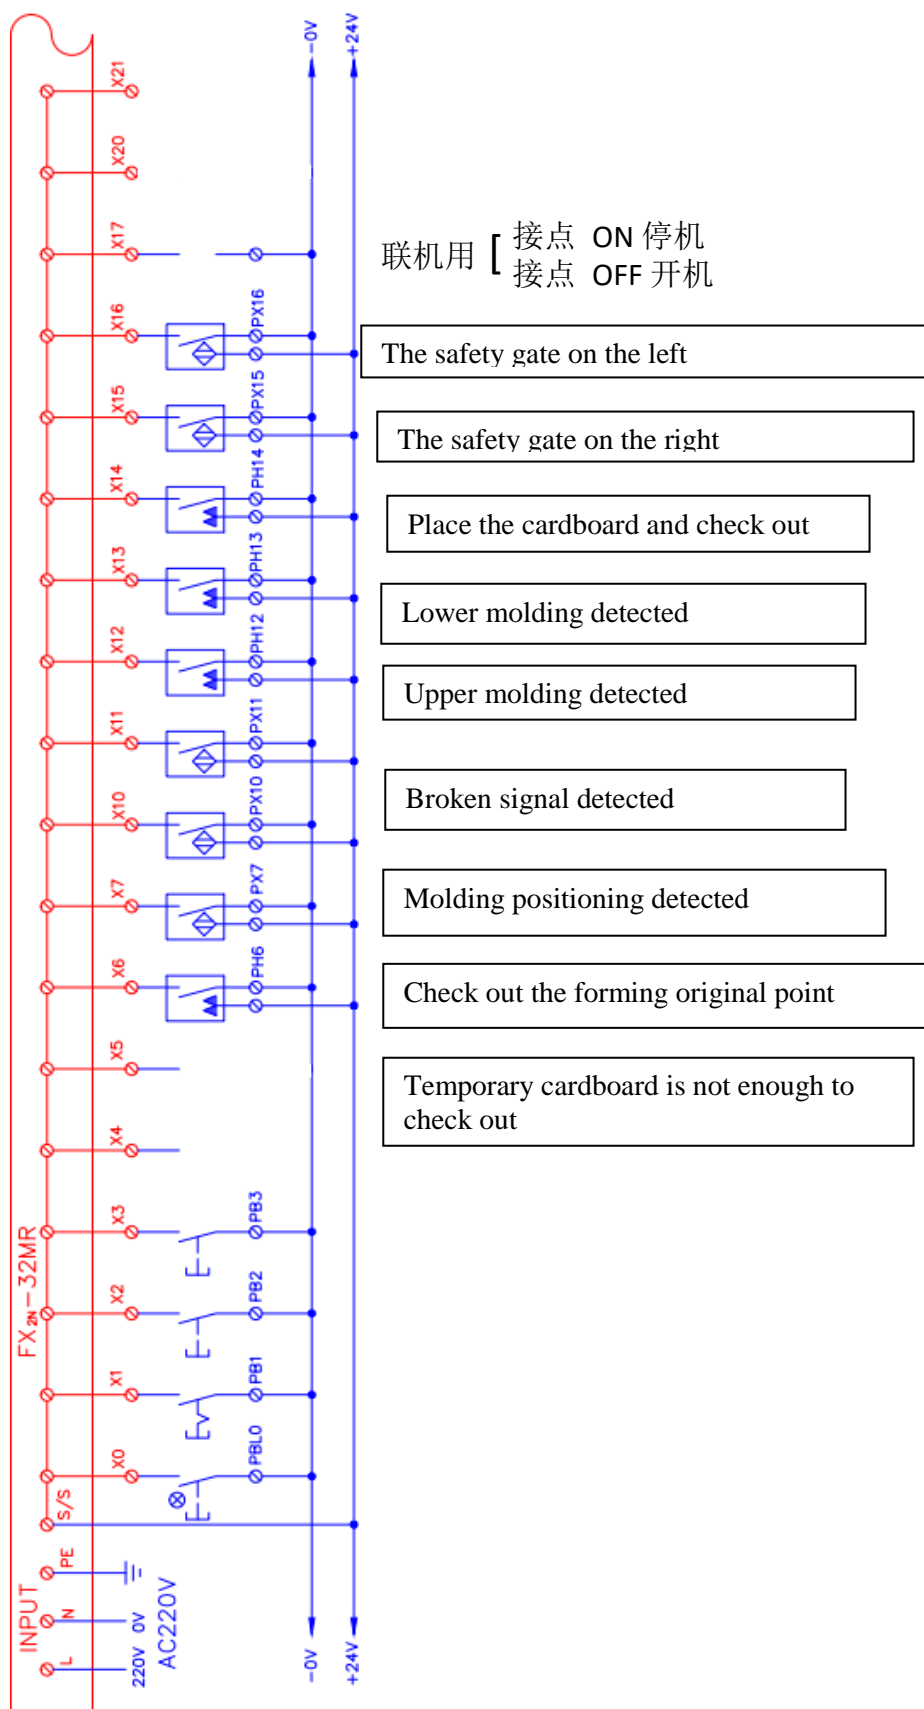 -0V
+24V
X21
X20
X17
联机用 [ 接点 ON 停机
接点 OFF 开机
X16
PX16
The safety gate on the left
X15
PX15
The safety gate on the right
X14
PH14
Place the cardboard and check out
X13
PH13
Lower molding detected
X12
PH12
Upper molding detected
X11
PX11
X10
PX10
Broken signal detected
X7
PX7
Molding positioning detected
X6
PH6
Check out the forming original point
X5
Temporary cardboard is not enough to
check out
X4
X3
PB3
FX2N-32MR
X2
PB2
X1
PB1
X0
PBL0
S/S
PE
INPUT
N
0V
AC220V
L
220V
-0V
+24V